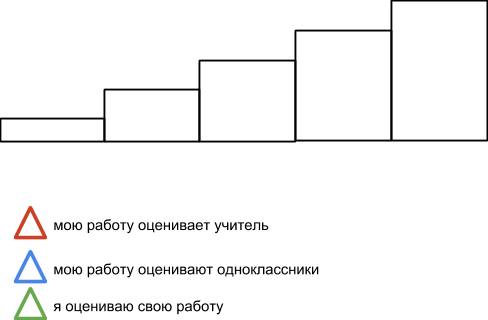 мою работу оценивает учитель
мою работу оценивают одноклассники
я оцениваю свою работу